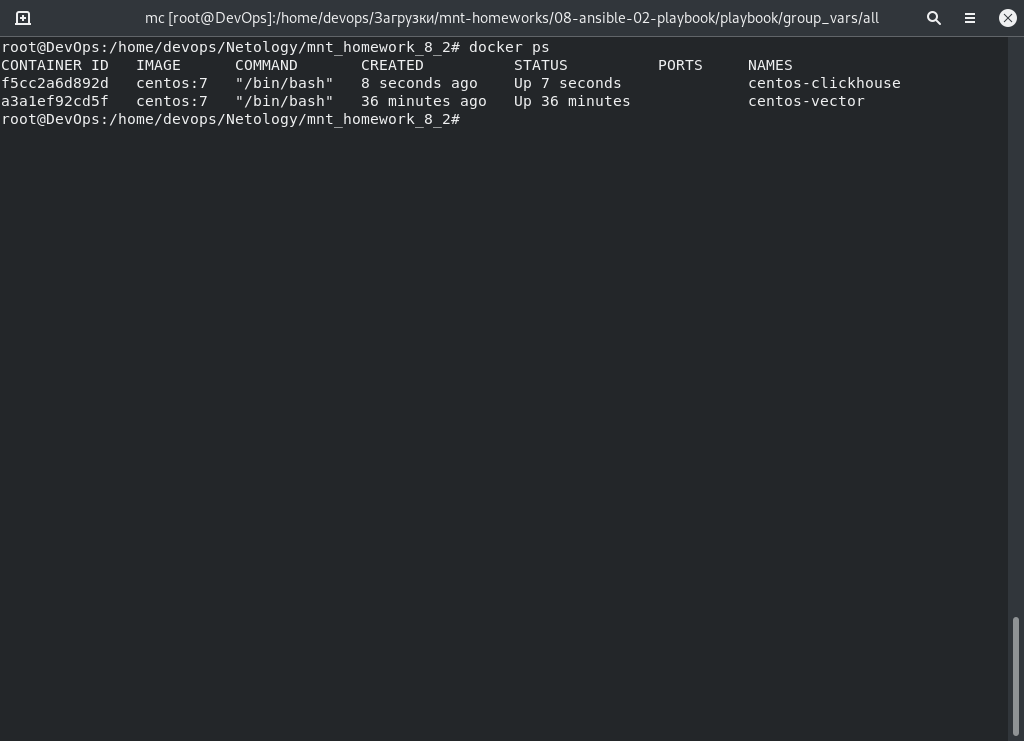 mc [root@DevOps]:/home/devops/Загрузки/mnt-homeworks/08-ansible-02-playbook/playbook/group_vars/all
root@DevOps:/home/devops/Netology/mnt_homework_8_2# docker ps
CONTAINER ID   IMAGE      COMMAND       CREATED          STATUS          PORTS     NAMES
f5cc2a6d892d   centos:7   "/bin/bash"   8 seconds ago    Up 7 seconds              centos-clickhouse
a3a1ef92cd5f   centos:7   "/bin/bash"   36 minutes ago   Up 36 minutes             centos-vector
root@DevOps:/home/devops/Netology/mnt_homework_8_2#